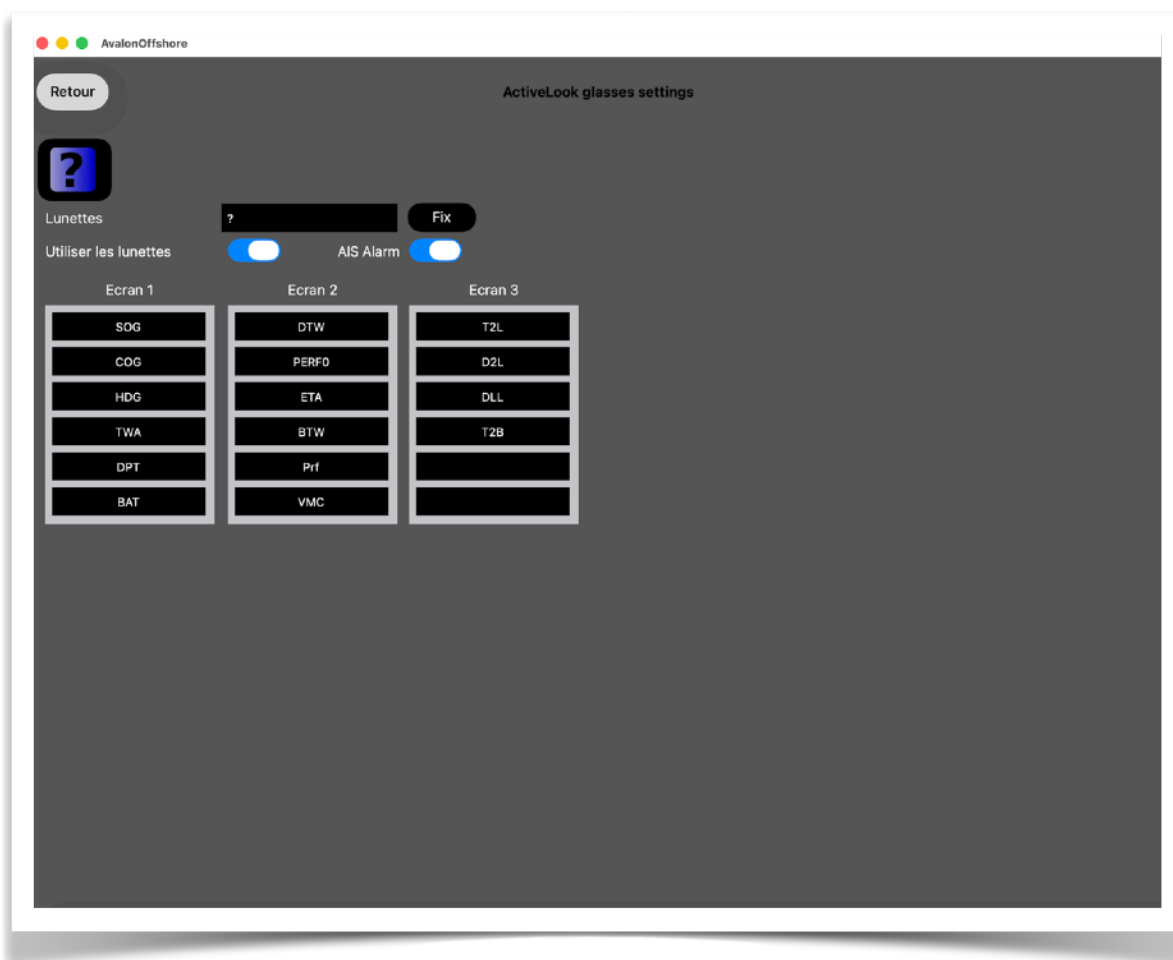 AvalonOffshore
Retour
ActiveLook glasses settings
?
Lunettes ? Fix
Utiliser les lunettes AIS Alarm
Ecran 1 Ecran 2 Ecran 3
SOG DTW T2L
COG PERF0 D2L
HDG ETA DLL
TWA BTW T2B
DPT Prf
BAT VMC